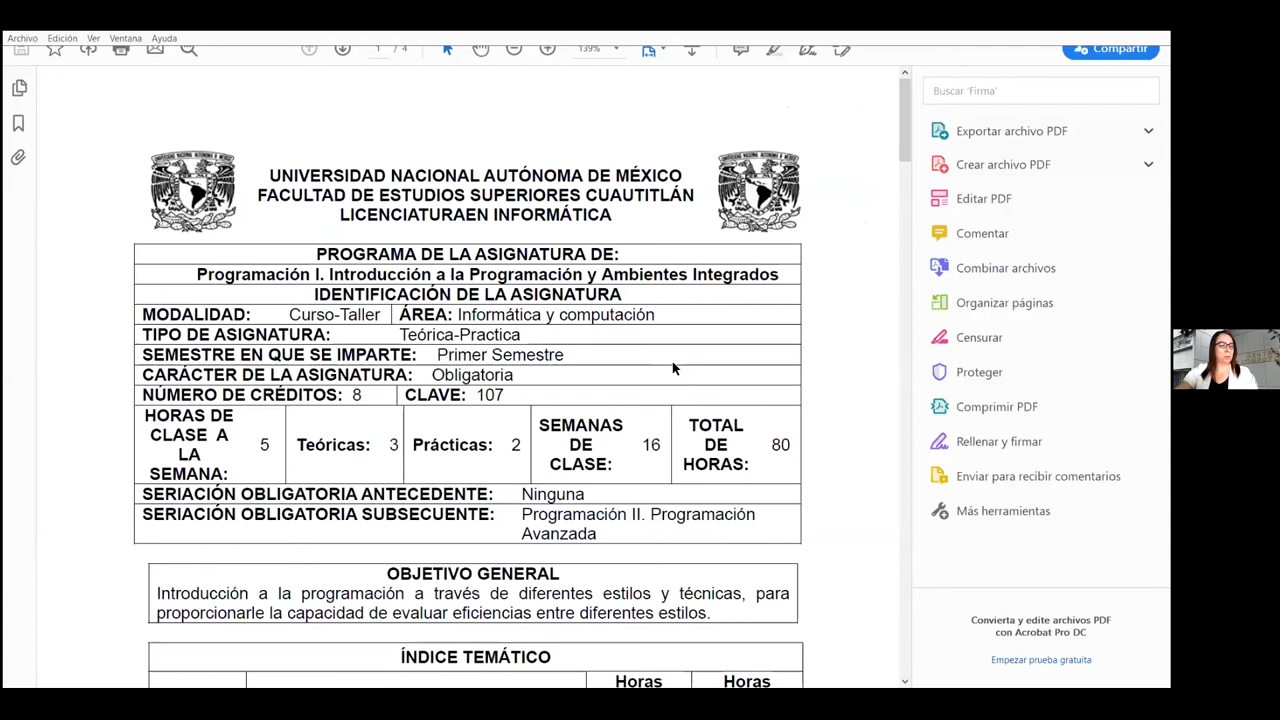 Archivo Edición Ver Ventana Ayuda
1 / 4 139% Compartir
UNIVERSIDAD NACIONAL AUTÓNOMA DE MÉXICO
FACULTAD DE ESTUDIOS SUPERIORES CUAUTITLÁN
LICENCIATURAEN INFORMÁTICA
PROGRAMA DE LA ASIGNATURA DE:
Programación I. Introducción a la Programación y Ambientes Integrados
IDENTIFICACIÓN DE LA ASIGNATURA
MODALIDAD: Curso-Taller ÁREA: Informática y computación
TIPO DE ASIGNATURA: Teórica-Practica
SEMESTRE EN QUE SE IMPARTE: Primer Semestre
CARÁCTER DE LA ASIGNATURA: Obligatoria
NÚMERO DE CRÉDITOS: 8 CLAVE: 107
HORAS DE
CLASE A
LA
SEMANA:
5
Teóricas: 3
Prácticas: 2
SEMANAS
DE
CLASE:
16
TOTAL
DE
HORAS:
80
SERIACIÓN OBLIGATORIA ANTECEDENTE: Ninguna
SERIACIÓN OBLIGATORIA SUBSECUENTE: Programación II. Programación
Avanzada
OBJETIVO GENERAL
Introducción a la programación a través de diferentes estilos y técnicas, para
proporcionarle la capacidad de evaluar eficiencias entre diferentes estilos.
ÍNDICE TEMÁTICO
Horas Horas
Buscar 'Firma'
Exportar archivo PDF
Crear archivo PDF
Editar PDF
Comentar
Combinar archivos
Organizar páginas
Censurar
Proteger
Comprimir PDF
Rellenar y firmar
Enviar para recibir comentarios
Más herramientas
Convierta y edite archivos PDF
con Acrobat Pro DC
Empezar prueba gratuita